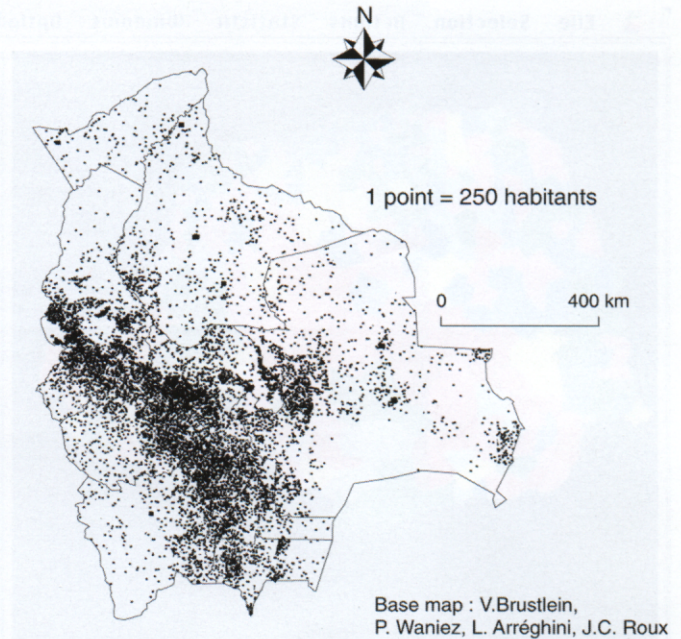 N
1 point = 250 habitants
0 400 km
Base map : V.Brustlein,
P. Waniez, L. Arréghini, J.C. Roux